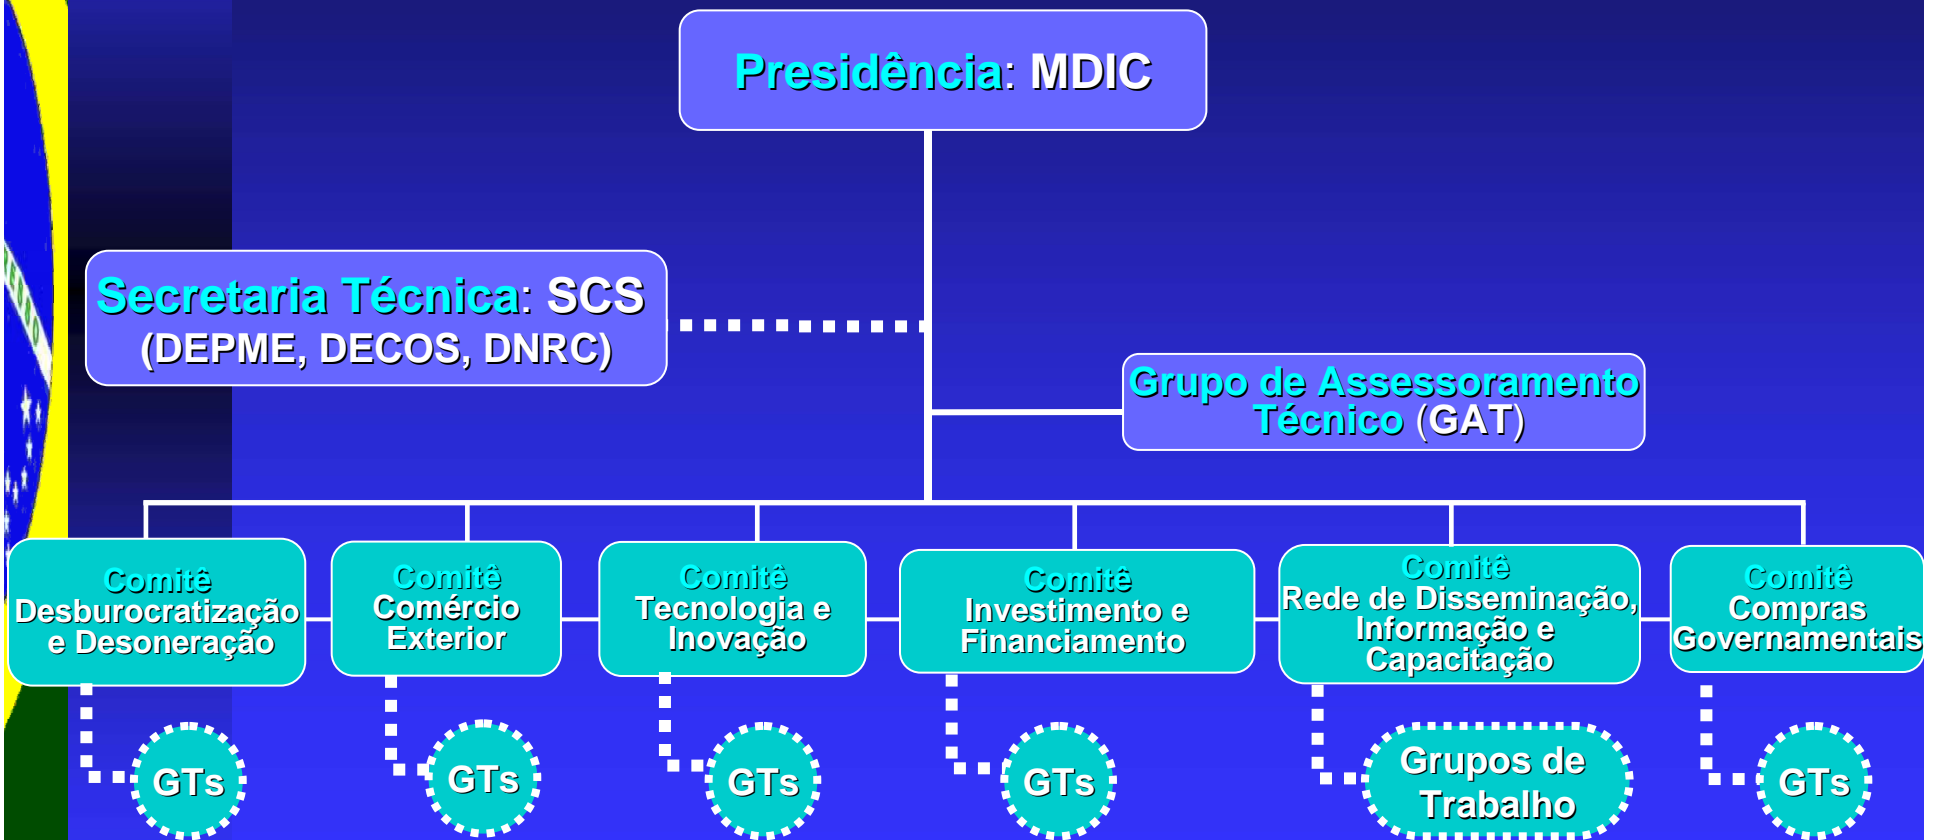 Presidência: MDIC
Secretaria Técnica: SCS
(DEPME, DECOS, DNRC)
Grupo de Assessoramento
Técnico (GAT)
Comitê
Desburocratização
e Desoneração
Comitê
Comércio
Exterior
Comitê
Tecnologia e
Inovação
Comitê
Investimento e
Financiamento
Comitê
Rede de Disseminação,
Informação e
Capacitação
Comitê
Compras
Governamentais
GTs
GTs
GTs
GTs
Grupos de
Trabalho
GTs